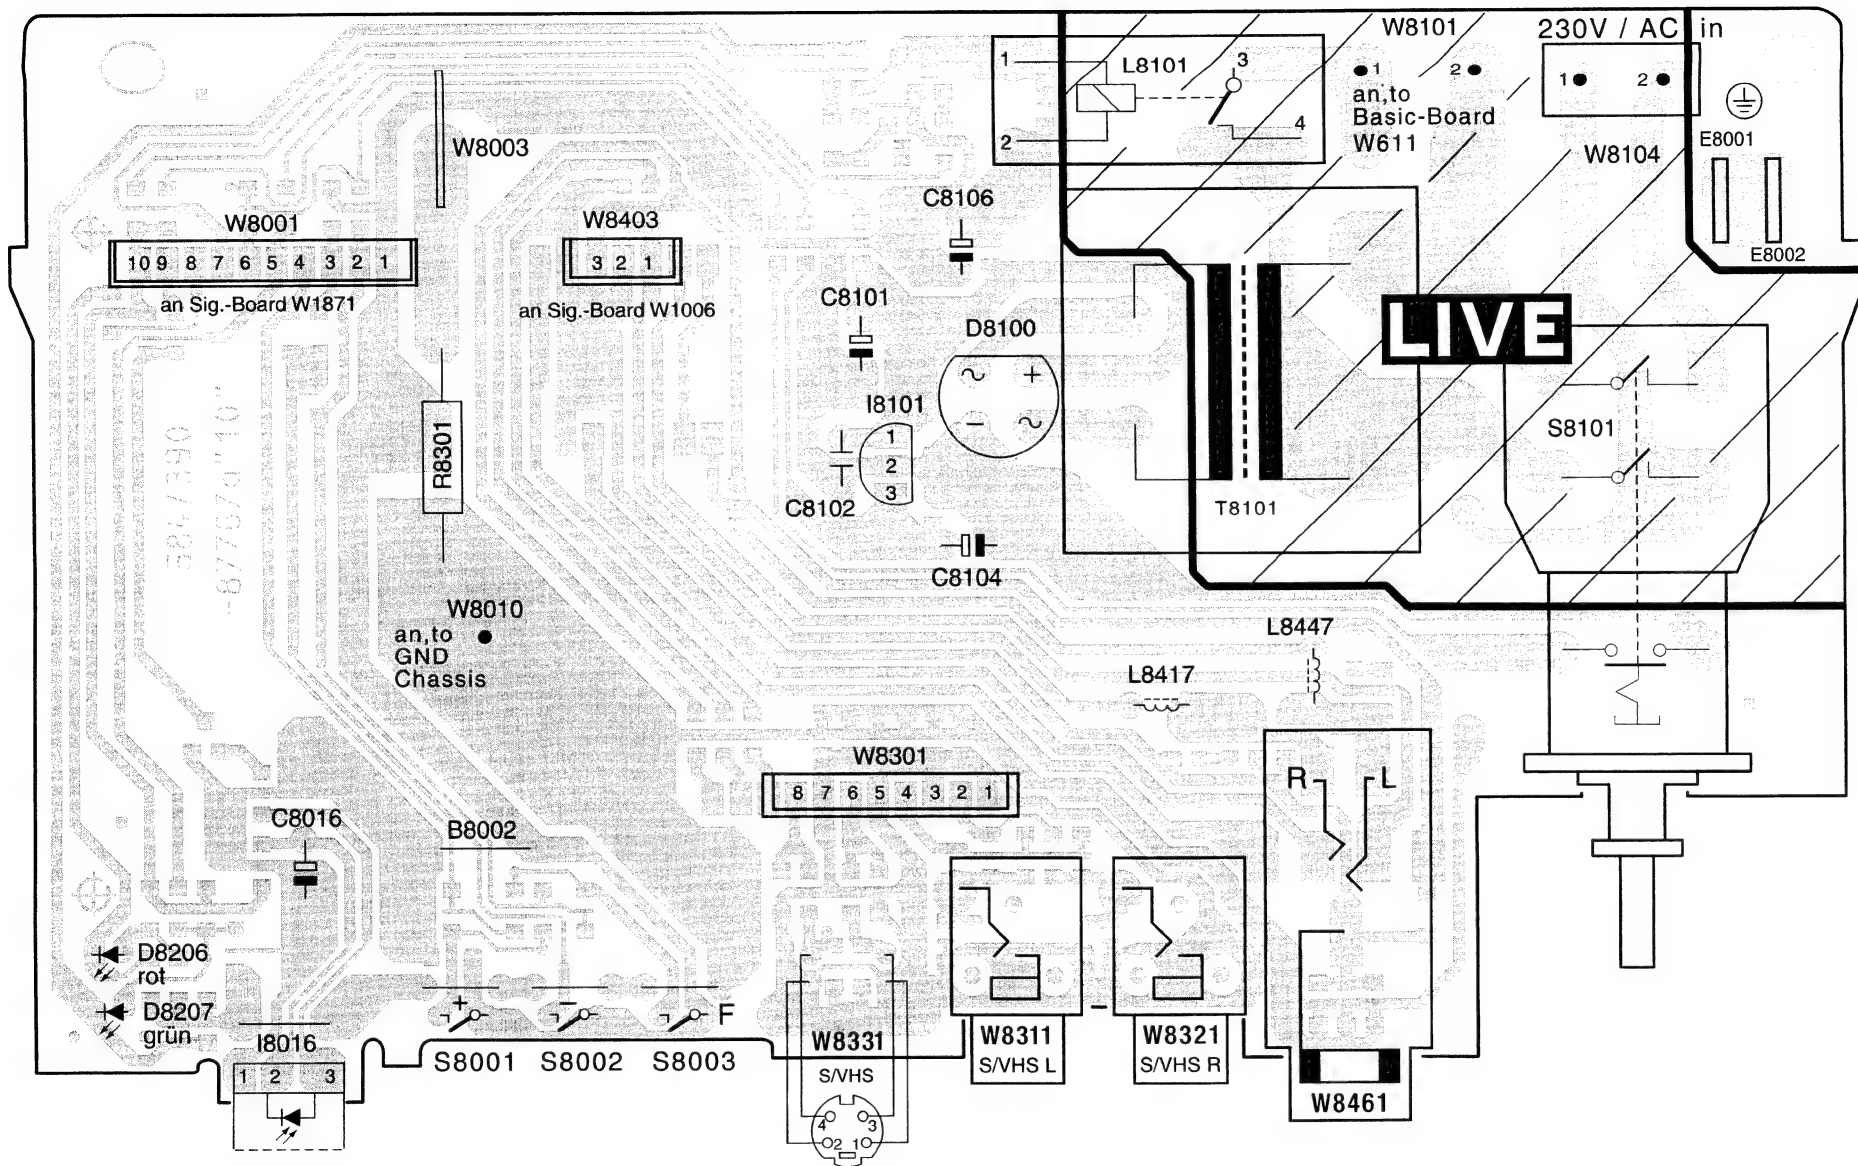 W8101
230V / AC in
1
L8101
3
1 2
1 2
an,to
Basic-Board
W611
2
4
W8104
E8001
W8003
E8002
C8106
W8001
10 9 8 7 6 5 4 3 2 1
an Sig.-Board W1871
W8403
3 2 1
an Sig.-Board W1006
C8101
D8100
~ +
– ~
LIVE
I8101
1
2
3
R8301
C8102
T8101
S8101
C8104
W8010
an,to
GND
Chassis
L8447
L8417
W8301
8 7 6 5 4 3 2 1
R L
C8016
B8002
D8206
rot
D8207
grün
+ – F
S8001 S8002 S8003
I8016
1 2 3
W8331
S/VHS
4 3
2 1
W8311
S/VHS L
–
W8321
S/VHS R
W8461